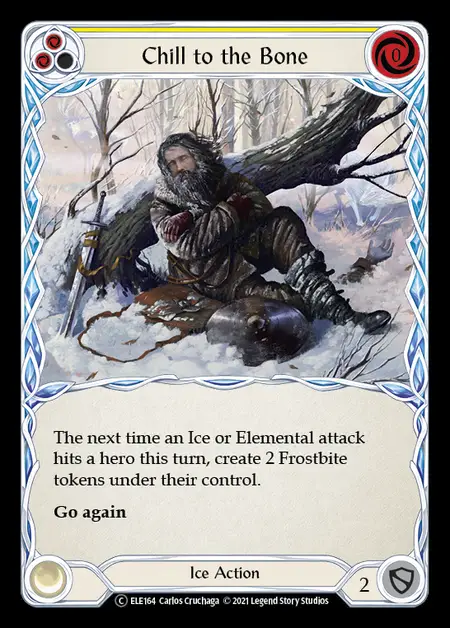 Chill to the Bone
0
The next time an Ice or Elemental attack
hits a hero this turn, create 2 Frostbite
tokens under their control.
Go again
Ice Action
2
C ELE164 Carlos Cruchaga © 2021 Legend Story Studios